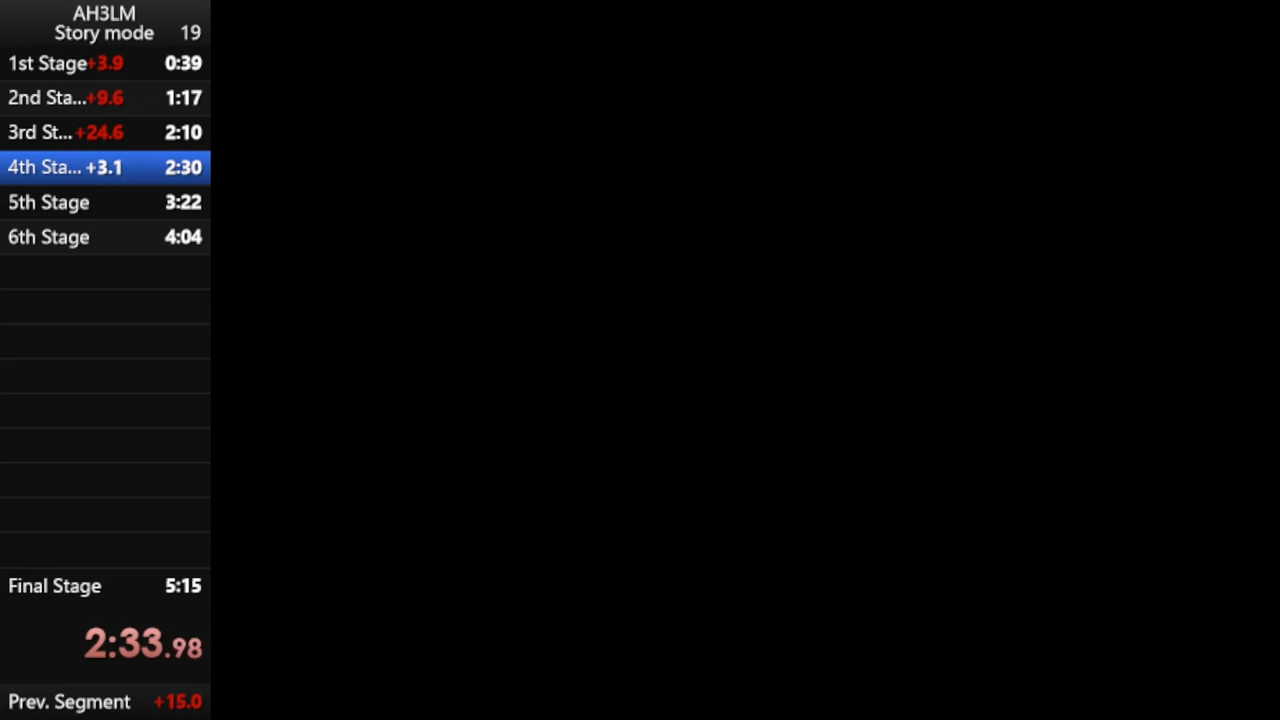 AH3LM
Story mode 19
1st Stage+3.9 0:39
2nd Sta...+9.6 1:17
3rd St... +24.6 2:10
4th Sta... +3.1 2:30
5th Stage 3:22
6th Stage 4:04
Final Stage 5:15
2:33.98
Prev. Segment +15.0